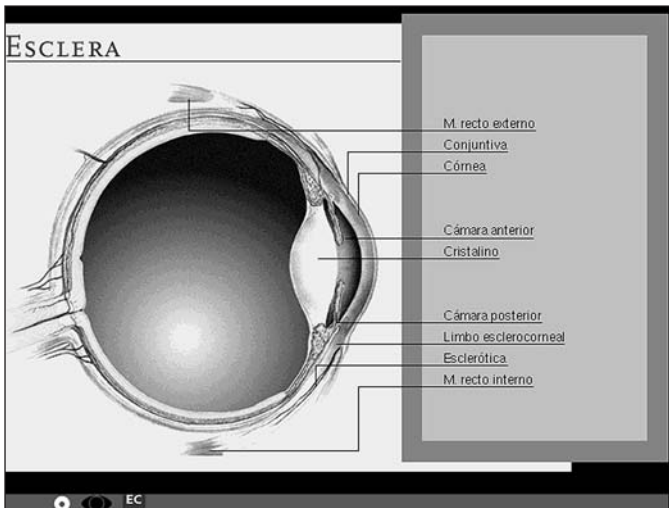 ESCLERA
M. recto externo
Conjuntiva
Córnea
Cámara anterior
Cristalino
Cámara posterior
Limbo esclerocorneal
Esclerótica
M. recto interno
EC